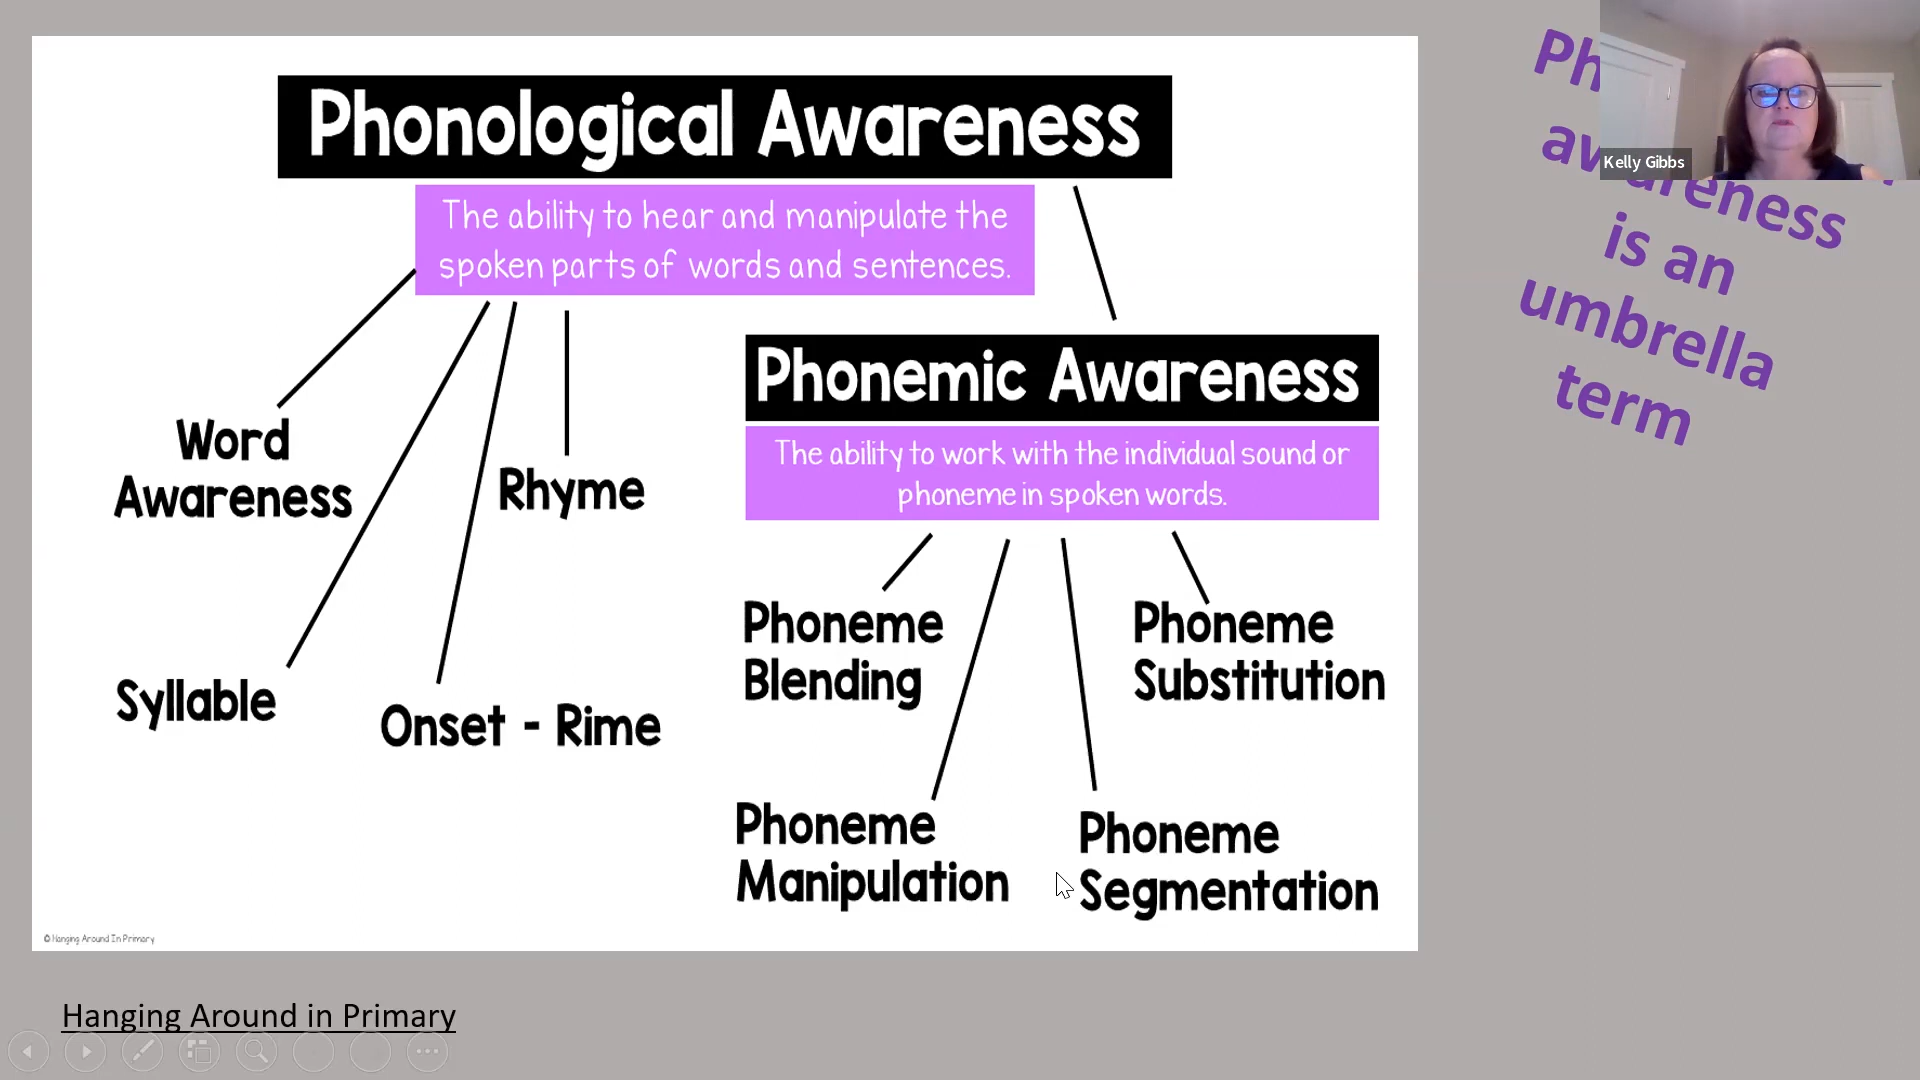 Phonological Awareness
The ability to hear and manipulate the
spoken parts of words and sentences.
Word
Awareness
Rhyme
Syllable
Onset - Rime
Phonemic Awareness
The ability to work with the individual sound or
phoneme in spoken words.
Phoneme
Blending
Phoneme
Substitution
Phoneme
Manipulation
Phoneme
Segmentation
© Hanging Around In Primary
Hanging Around in Primary
awareness
is an
umbrella
term
Kelly Gibbs